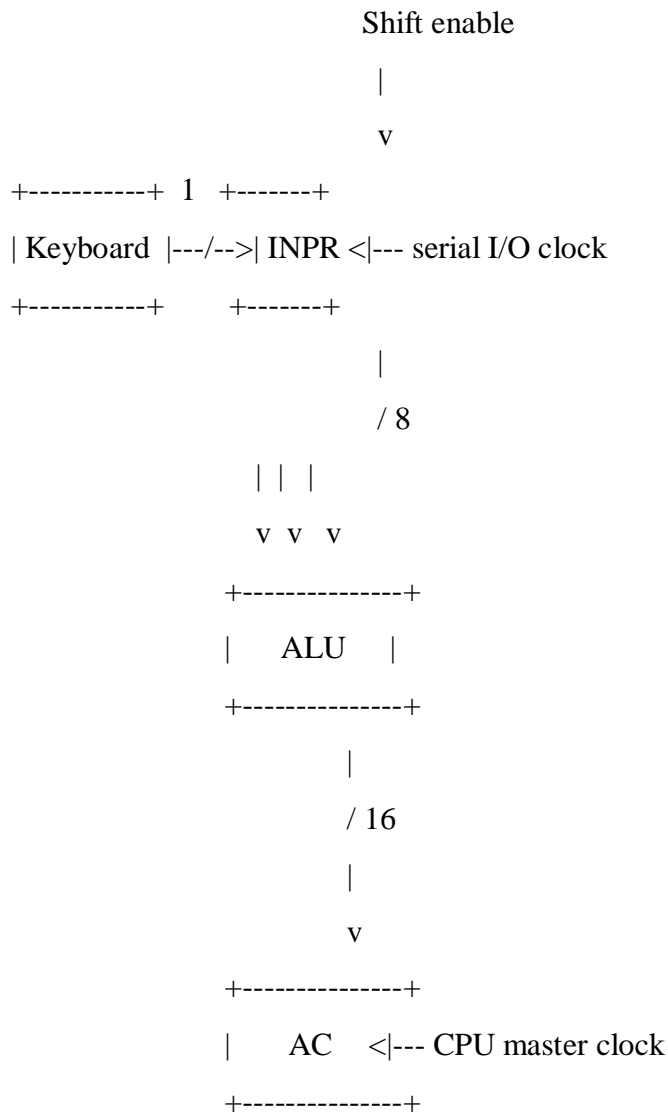 Shift enable
|
v
+-----------+ 1 +-------+
| Keyboard |---/-->| INPR <|--- serial I/O clock
+-----------+ +-------+
|
/ 8
| | |
v v v
+---------------+
| ALU |
+---------------+
|
/ 16
|
v
+---------------+
| AC <|--- CPU master clock
+---------------+